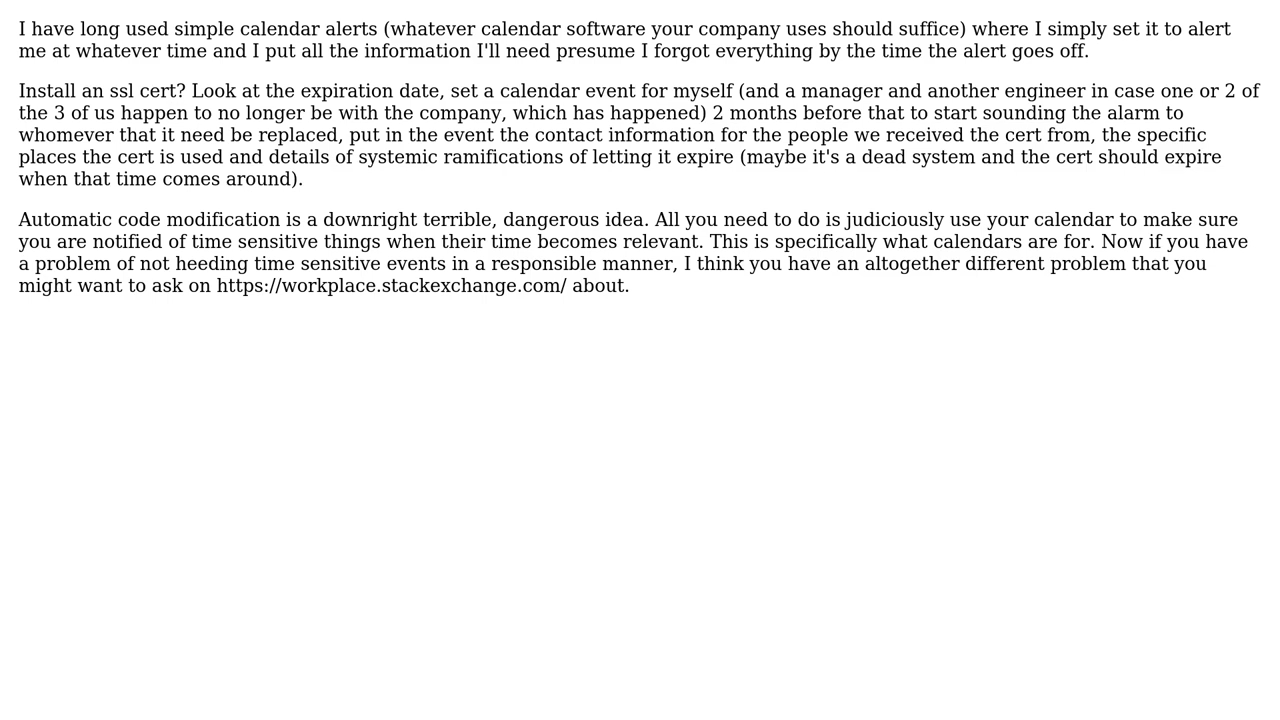 I have long used simple calendar alerts (whatever calendar software your company uses should suffice) where I simply set it to alert
me at whatever time and I put all the information I'll need presume I forgot everything by the time the alert goes off.
Install an ssl cert? Look at the expiration date, set a calendar event for myself (and a manager and another engineer in case one or 2 of
the 3 of us happen to no longer be with the company, which has happened) 2 months before that to start sounding the alarm to
whomever that it need be replaced, put in the event the contact information for the people we received the cert from, the specific
places the cert is used and details of systemic ramifications of letting it expire (maybe it's a dead system and the cert should expire
when that time comes around).
Automatic code modification is a downright terrible, dangerous idea. All you need to do is judiciously use your calendar to make sure
you are notified of time sensitive things when their time becomes relevant. This is specifically what calendars are for. Now if you have
a problem of not heeding time sensitive events in a responsible manner, I think you have an altogether different problem that you
might want to ask on https://workplace.stackexchange.com/ about.